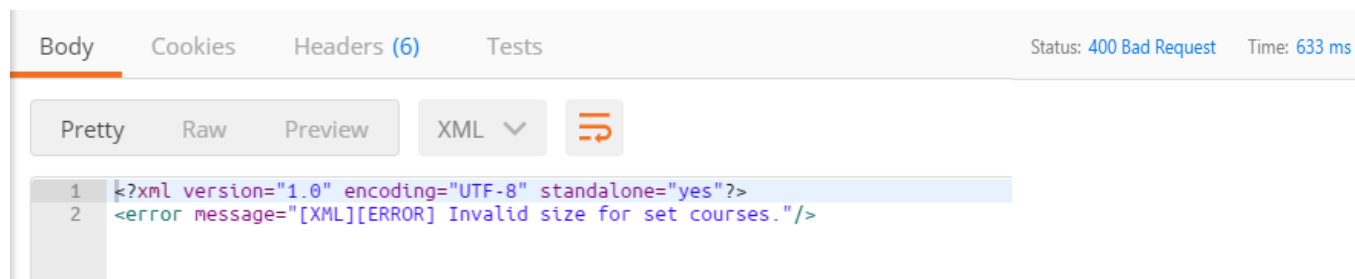 Body Cookies Headers (6) Tests Status: 400 Bad Request Time: 633 ms
Pretty Raw Preview XML
1 <?xml version="1.0" encoding="UTF-8" standalone="yes"?>
2 <error message="[XML][ERROR] Invalid size for set courses."/>